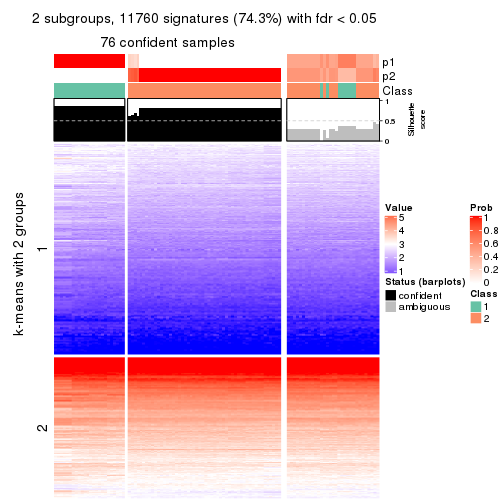 2 subgroups, 11760 signatures (74.3%) with fdr < 0.05
76 confident samples
p1
p2
Class
1
0.5
0
Silhouette
score
k-means with 2 groups
1
2
Value
5
4
3
2
1
Status (barplots)
confident
ambiguous
Prob
1
0.8
0.6
0.4
0.2
0
Class
1
2